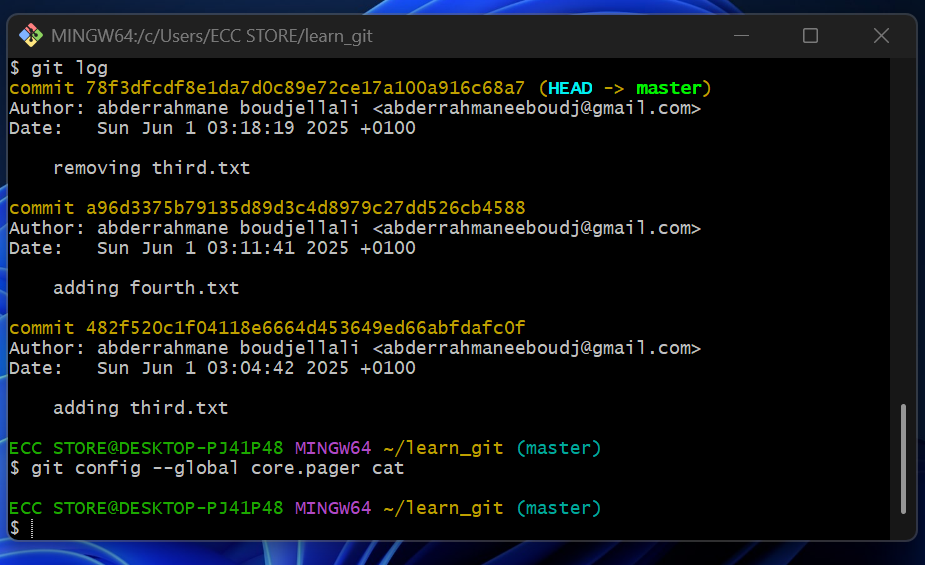 MINGW64:/c/Users/ECC STORE/learn_git
$ git log
commit 78f3dfcdf8e1da7d0c89e72ce17a100a916c68a7 (HEAD -> master)
Author: abderrahmane boudjellali <abderrahmaneeboudj@gmail.com>
Date:   Sun Jun 1 03:18:19 2025 +0100
removing third.txt
commit a96d3375b79135d89d3c4d8979c27dd526cb4588
Author: abderrahmane boudjellali <abderrahmaneeboudj@gmail.com>
Date:   Sun Jun 1 03:11:41 2025 +0100
adding fourth.txt
commit 482f520c1f04118e6664d453649ed66abfdafc0f
Author: abderrahmane boudjellali <abderrahmaneeboudj@gmail.com>
Date:   Sun Jun 1 03:04:42 2025 +0100
adding third.txt
ECC STORE@DESKTOP-PJ41P48 MINGW64 ~/learn_git (master)
$ git config --global core.pager cat
ECC STORE@DESKTOP-PJ41P48 MINGW64 ~/learn_git (master)
$